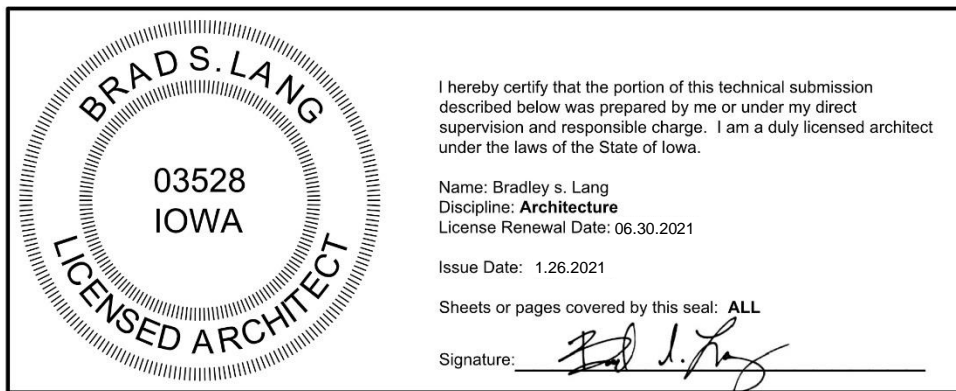 BRAD S. LANG
03528
IOWA
LICENSED ARCHITECT
I hereby certify that the portion of this technical submission
described below was prepared by me or under my direct
supervision and responsible charge. I am a duly licensed architect
under the laws of the State of Iowa.
Name: Bradley s. Lang
Discipline: Architecture
License Renewal Date: 06.30.2021
Issue Date: 1.26.2021
Sheets or pages covered by this seal: ALL
Signature: Brad S. Lang